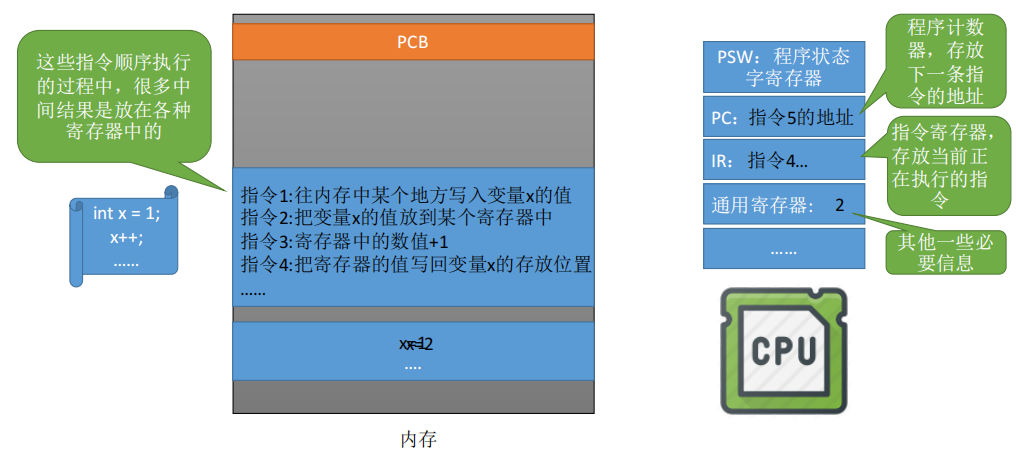 这些指令顺序执行
的过程中，很多中
间结果是放在各种
寄存器中的
int x = 1;
x++;
......
PCB
指令1:往内存中某个地方写入变量x的值
指令2:把变量x的值放到某个寄存器中
指令3:寄存器中的数值+1
指令4:把寄存器的值写回变量x的存放位置
......
....
内存
PSW：程序状态
字寄存器
PC：指令5的地址
IR：指令4...
通用寄存器： 2
......
程序计数
器，存放
下一条指
令的地址
指令寄存器，
存放当前正
在执行的指
令
其他一些必
要信息
CPU